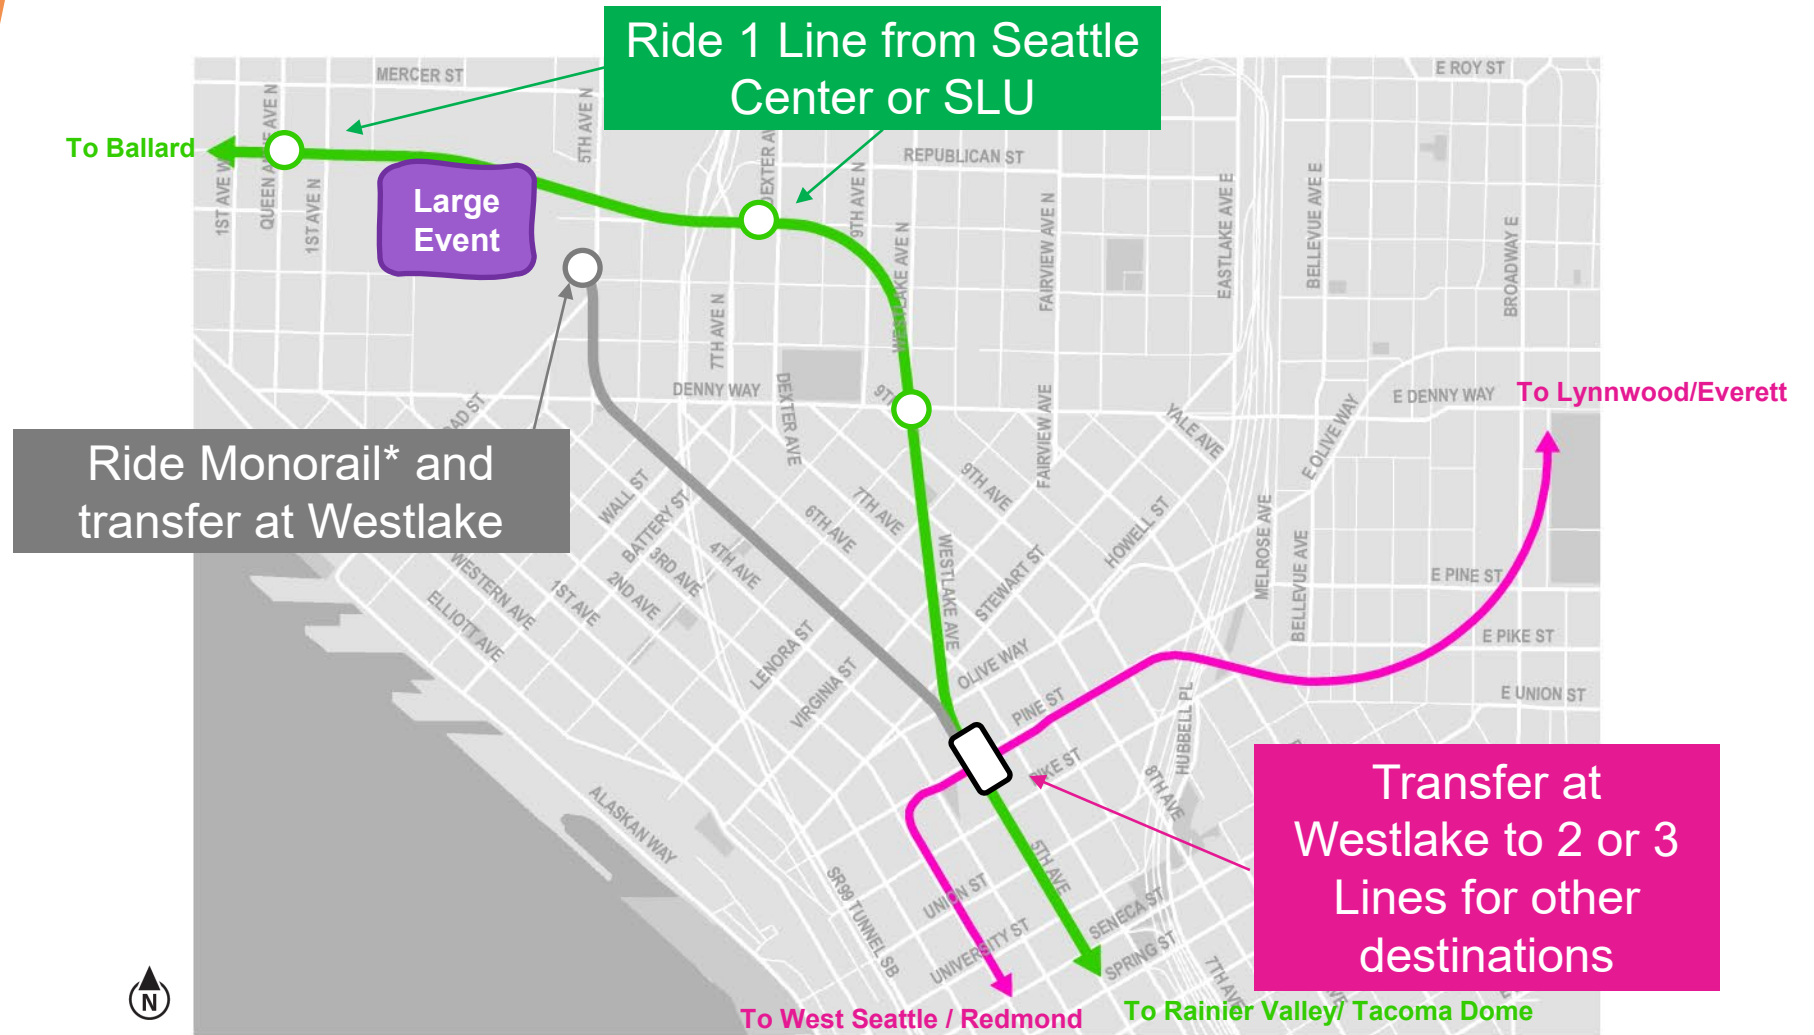 Ride 1 Line from Seattle
Center or SLU
To Ballard
Large
Event
Ride Monorail* and
transfer at Westlake
To Lynnwood/Everett
Transfer at
Westlake to 2 or 3
Lines for other
destinations
To West Seattle / Redmond
To Rainier Valley/ Tacoma Dome
N
MERCER ST
E ROY ST
REPUBLICAN ST
1ST AVE W
1ST AVE N
5TH AVE N
9TH AVE N
WESTLAKE AVE N
FAIRVIEW AVE N
EASTLAKE AVE E
BELLEVUE AVE E
BROADWAY E
7TH AVE N
DENNY WAY
DEXTER AVE
FAIRVIEW AVE
YALE AVE
E OLIVE WAY
E DENNY WAY
WALL ST
BATTERY ST
3RD AVE
2ND AVE
4TH AVE
6TH AVE
7TH AVE
9TH AVE
WESTERN AVE
1ST AVE
ELLIOTT AVE
LENORA ST
VIRGINIA ST
WESTLAKE AVE
STEWART ST
HOWELL ST
OLIVE WAY
MELROSE AVE
BELLEVUE AVE
E PINE ST
E PIKE ST
E UNION ST
PINE ST
HUBBELL PL
8TH AVE
ALASKAN WAY
SR99 TUNNEL SB
UNION ST
UNIVERSITY ST
5TH AVE
SENECA ST
SPRING ST
7TH AVE